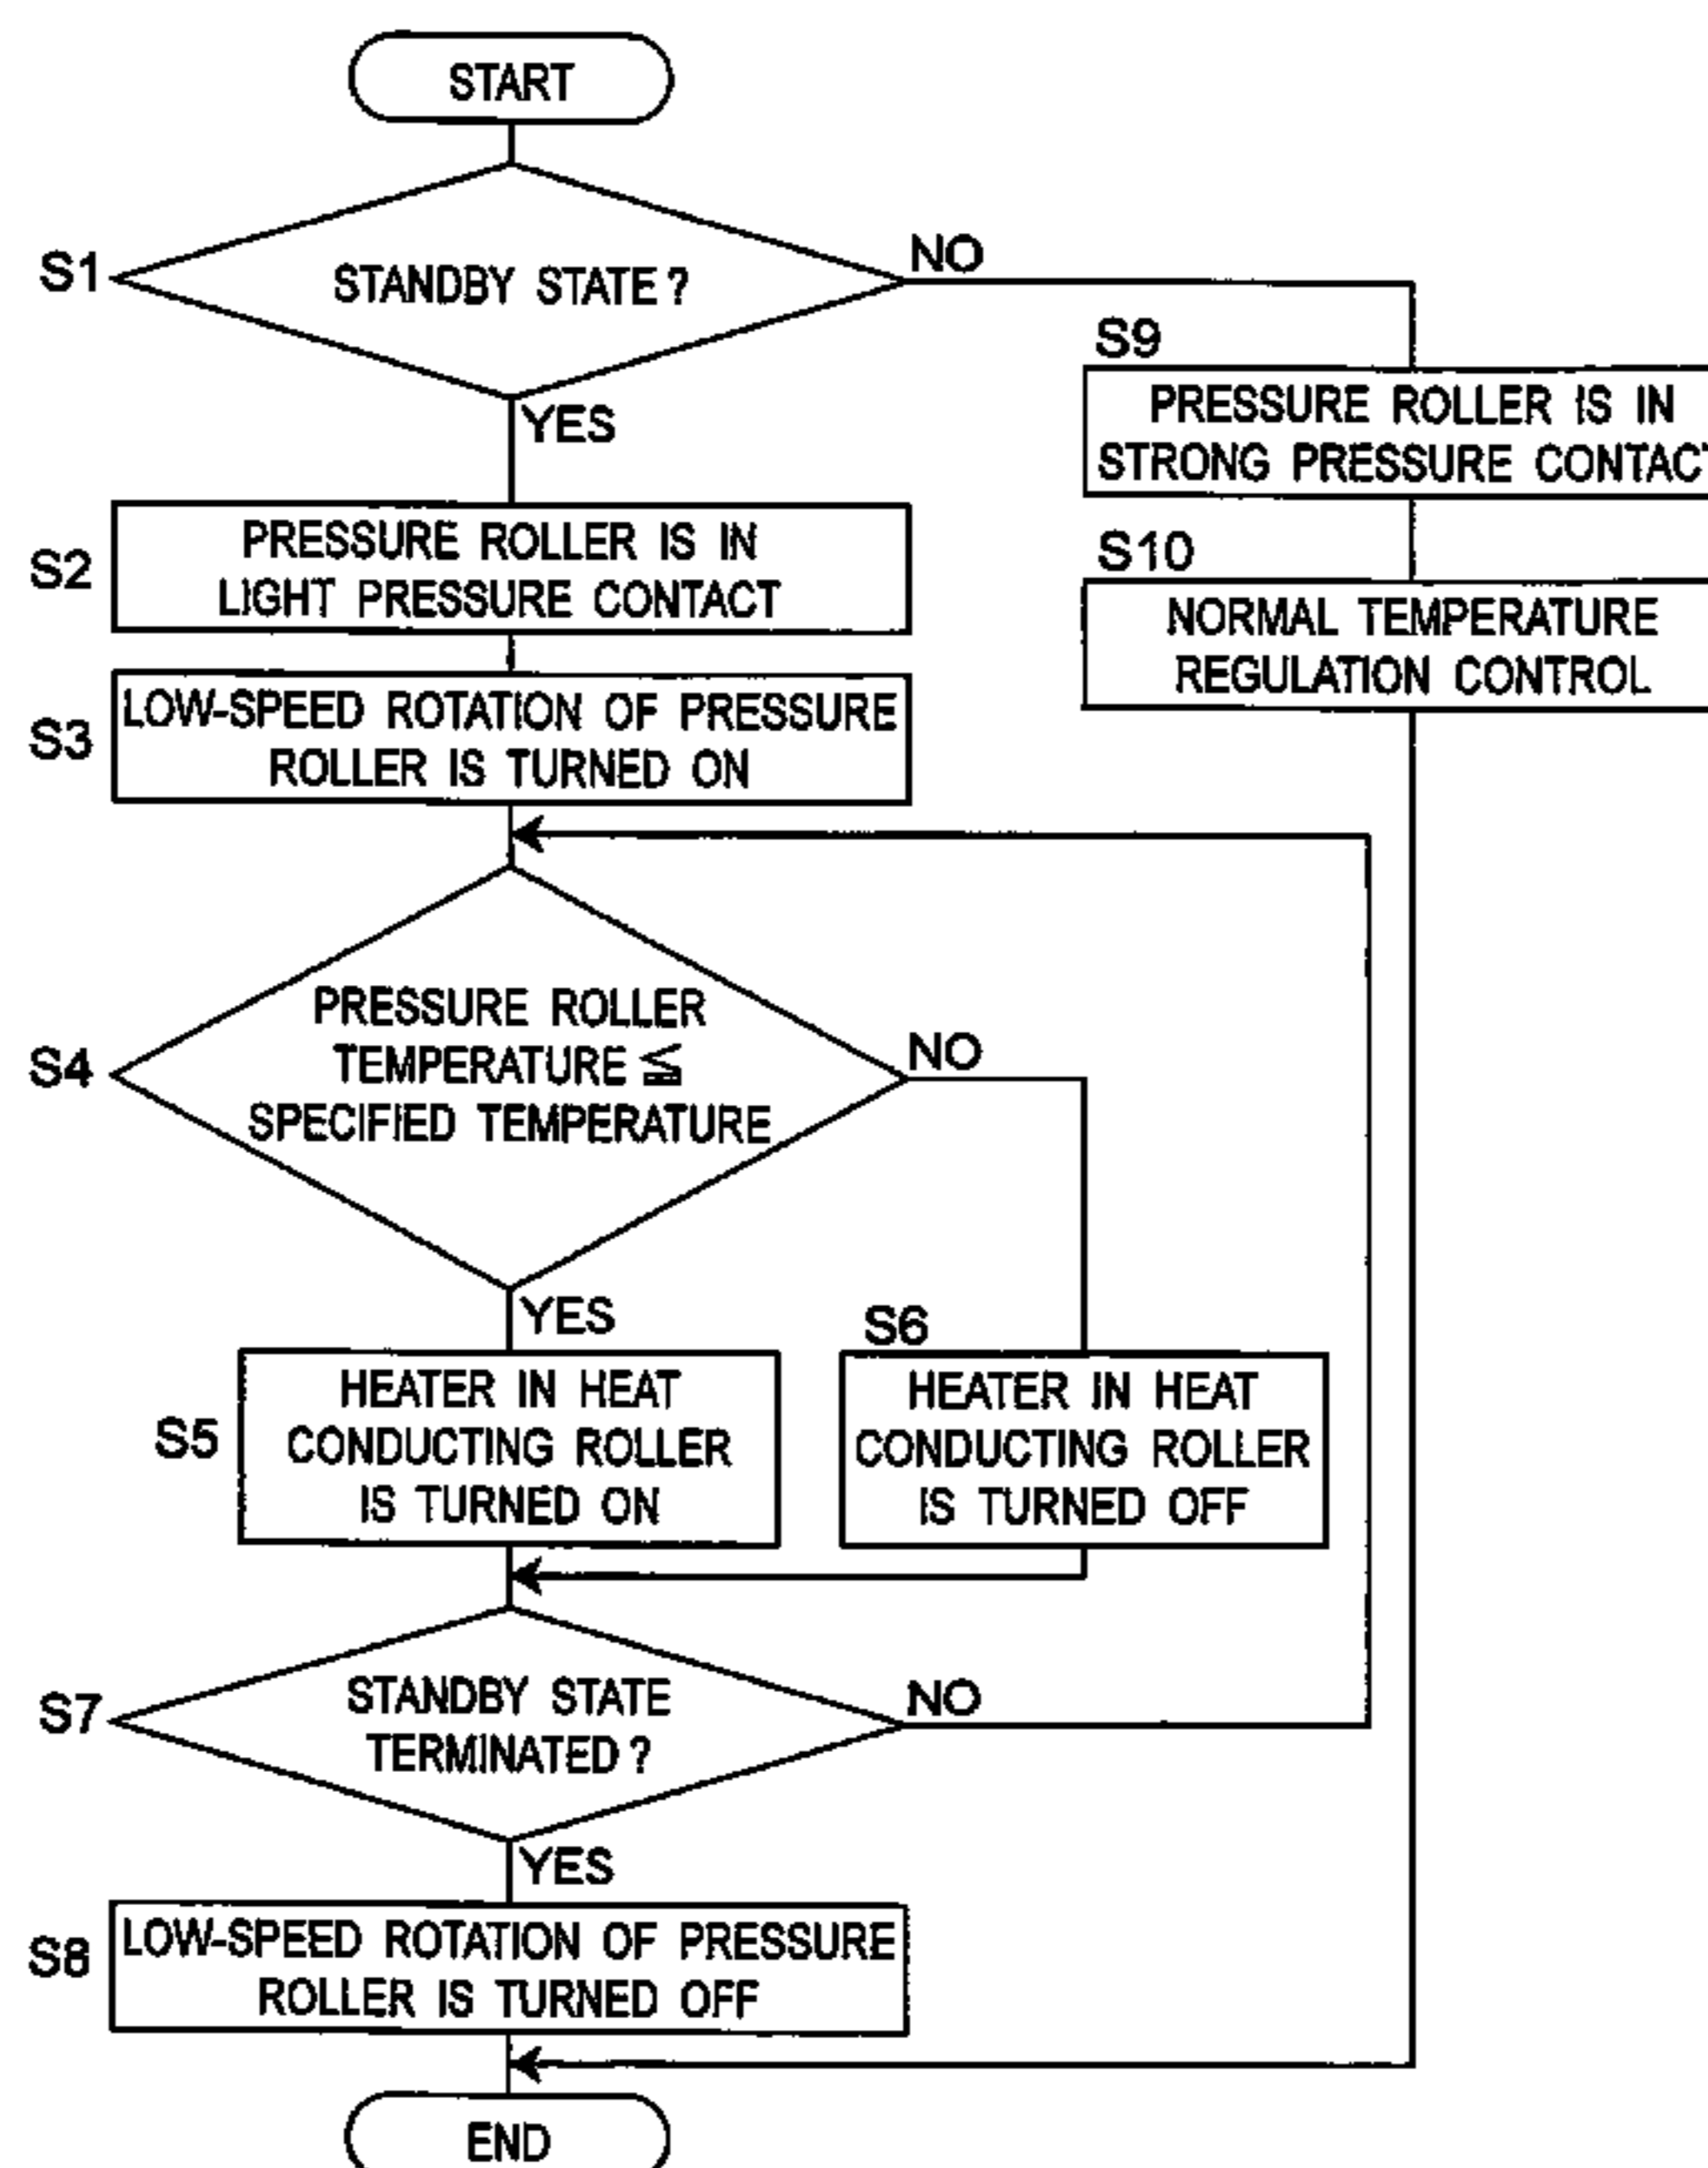 START
S1
STANDBY STATE ?
NO
YES
S9
PRESSURE ROLLER IS IN
STRONG PRESSURE CONTACT
S2
PRESSURE ROLLER IS IN
LIGHT PRESSURE CONTACT
S10
NORMAL TEMPERATURE
REGULATION CONTROL
S3
LOW-SPEED ROTATION OF PRESSURE
ROLLER IS TURNED ON
S4
PRESSURE ROLLER
TEMPERATURE ≦
SPECIFIED TEMPERATURE
NO
YES
S5
HEATER IN HEAT
CONDUCTING ROLLER
IS TURNED ON
S6
HEATER IN HEAT
CONDUCTING ROLLER
IS TURNED OFF
S7
STANDBY STATE
TERMINATED ?
NO
YES
S8
LOW-SPEED ROTATION OF PRESSURE
ROLLER IS TURNED OFF
END